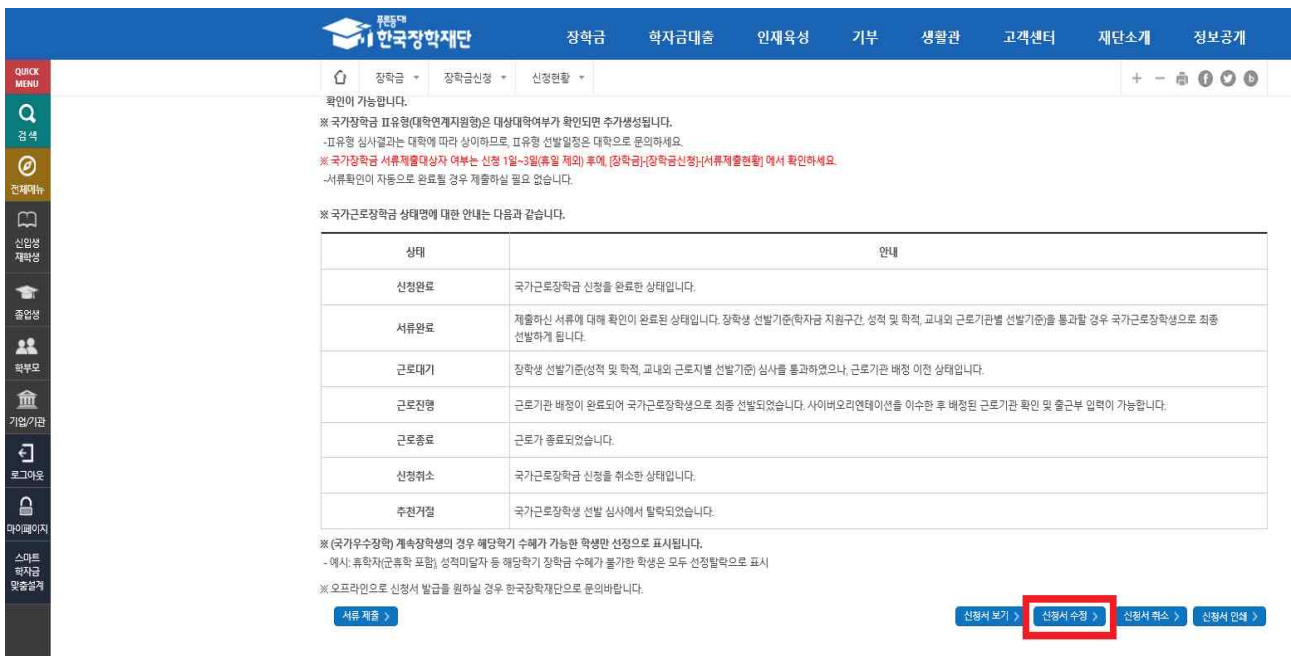 푸른등대
한국장학재단
장학금 학자금대출 인재육성 기부 생활관 고객센터 재단소개 정보공개
QUICK
MENU
장학금 장학금신청 신청현황
검색
전체메뉴
신입생
재학생
졸업생
학부모
기업/기관
로그아웃
마이페이지
스마트
학자금
맞춤설계
확인이 가능합니다.
※ 국가장학금 II유형(대학연계지원형)은 대상대학여부가 확인되면 추가생성됩니다.
-II유형 심사결과는 대학에 따라 상이하므로, II유형 선발일정은 대학으로 문의하세요.
※ 국가장학금 서류제출대상자 여부는 신청 1일~3일(휴일 제외) 후에, [장학금]-[장학금신청]-[서류제출현황] 에서 확인하세요.
-서류확인이 자동으로 완료될 경우 제출하실 필요 없습니다.
※ 국가근로장학금 상태명에 대한 안내는 다음과 같습니다.
상태 안내
신청완료 국가근로장학금 신청을 완료한 상태입니다.
서류완료 제출하신 서류에 대해 확인이 완료된 상태입니다. 장학생 선발기준(학자금 지원구간, 성적 및 학적, 교내외 근로기관별 선발기준)을 통과할 경우 국가근로장학생으로 최종
선발하게 됩니다.
근로대기 장학생 선발기준(성적 및 학적, 교내외 근로지별 선발기준) 심사를 통과하였으나, 근로기관 배정 이전 상태입니다.
근로진행 근로기관 배정이 완료되어 국가근로장학생으로 최종 선발되었습니다. 사이버오리엔테이션을 이수한 후 배정된 근로기관 확인 및 출근부 입력이 가능합니다.
근로종료 근로가 종료되었습니다.
신청취소 국가근로장학금 신청을 취소한 상태입니다.
추천거절 국가근로장학생 선발 심사에서 탈락되었습니다.
※ (국가우수장학) 계속장학생의 경우 해당학기 수혜가 가능한 학생만 선정으로 표시됩니다.
- 예시: 휴학자(군휴학 포함), 성적미달자 등 해당학기 장학금 수혜가 불가한 학생은 모두 선정탈락으로 표시
※ 오프라인으로 신청서 발급을 원하실 경우 한국장학재단으로 문의바랍니다.
서류 제출 신청서 보기 신청서 수정 신청서 취소 신청서 인쇄